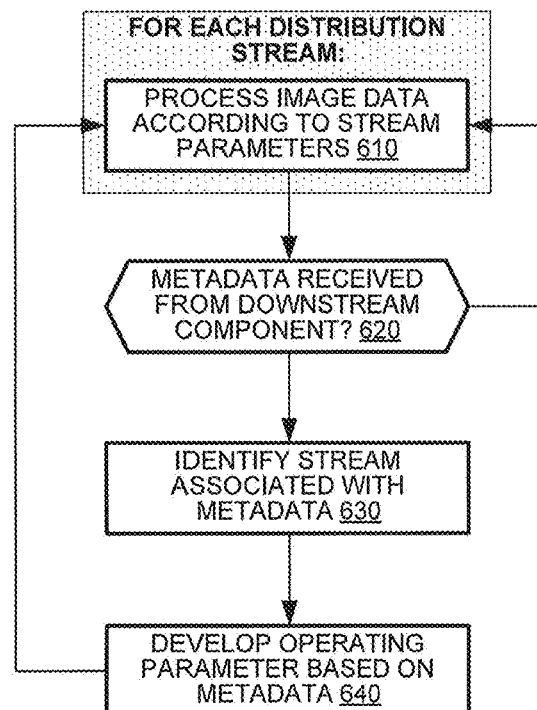 FOR EACH DISTRIBUTION
STREAM:
PROCESS IMAGE DATA
ACCORDING TO STREAM
PARAMETERS 610
METADATA RECEIVED
FROM DOWNSTREAM
COMPONENT? 620
IDENTIFY STREAM
ASSOCIATED WITH
METADATA 630
DEVELOP OPERATING
PARAMETER BASED ON
METADATA 640